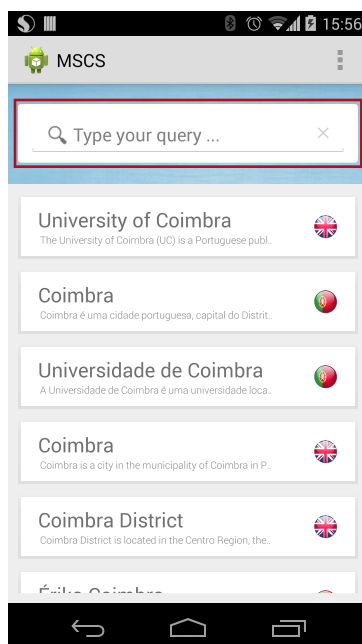 15:56
MSCS
Type your query ...
University of Coimbra
The University of Coimbra (UC) is a Portuguese publ..
Coimbra
Coimbra é uma cidade portuguesa, capital do Distrit..
Universidade de Coimbra
A Universidade de Coimbra é uma universidade loca..
Coimbra
Coimbra is a city in the municipality of Coimbra in P..
Coimbra District
Coimbra District is located in the Centro Region, the..
Érika Coimbra